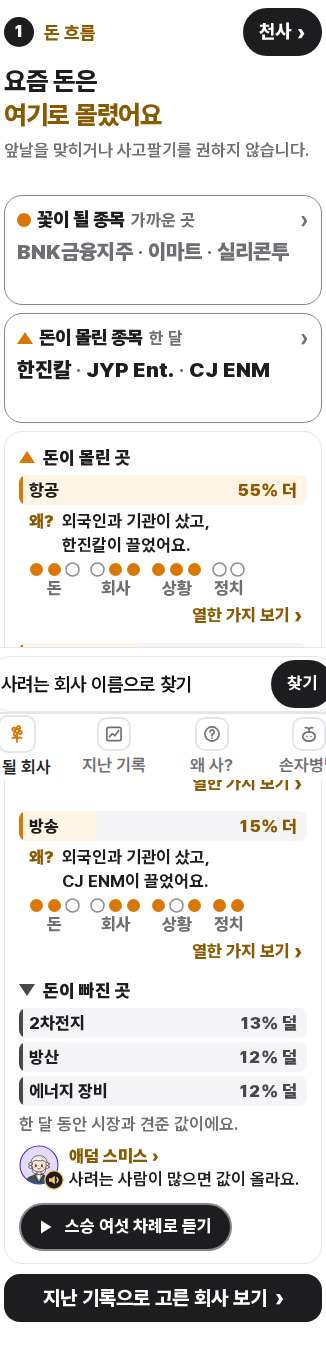 1 돈 흐름
천사 ›
요즘 돈은
여기로 몰렸어요
앞날을 맞히거나 사고팔기를 권하지 않습니다.
꽃이 될 종목 가까운 곳 ›
BNK금융지주 · 이마트 · 실리콘투
돈이 몰린 종목 한 달 ›
한진칼 · JYP Ent. · CJ ENM
돈이 몰린 곳
항공 55% 더
왜? 외국인과 기관이 샀고,
한진칼이 끌었어요.
돈 회사 상황 정치
열한 가지 보기 ›
사려는 회사 이름으로 찾기 찾기
될 회사 지난 기록 왜 사? 손자병
열한 가지 보기 ›
방송 15% 더
왜? 외국인과 기관이 샀고,
CJ ENM이 끌었어요.
돈 회사 상황 정치
열한 가지 보기 ›
돈이 빠진 곳
2차전지 13% 덜
방산 12% 덜
에너지 장비 12% 덜
한 달 동안 시장과 견준 값이에요.
애덤 스미스 ›
사려는 사람이 많으면 값이 올라요.
스승 여섯 차례로 듣기
지난 기록으로 고른 회사 보기 ›